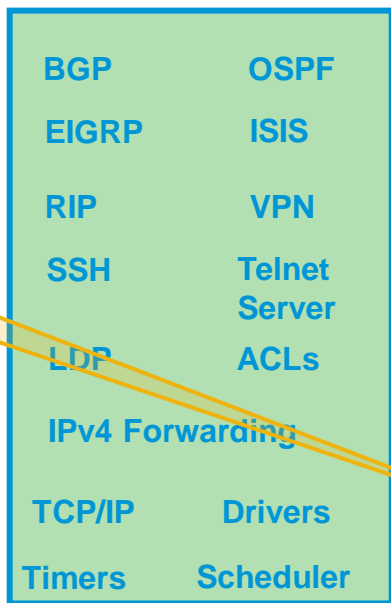 BGP OSPF
EIGRP ISIS
RIP VPN
SSH Telnet
Server
LDP ACLs
IPv4 Forwarding
TCP/IP Drivers
Timers Scheduler